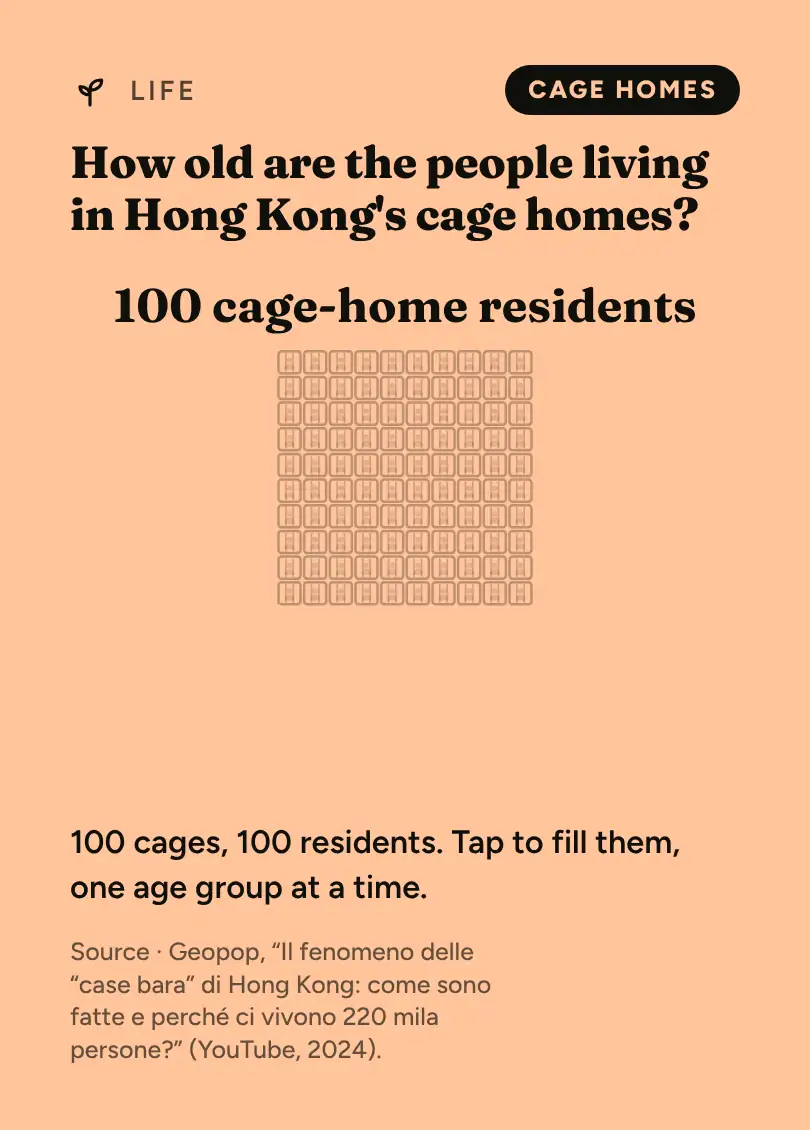 LIFE
CAGE HOMES
How old are the people living
in Hong Kong's cage homes?
100 cage-home residents
100 cages, 100 residents. Tap to fill them,
one age group at a time.
Source · Geopop, “Il fenomeno delle
“case bara” di Hong Kong: come sono
fatte e perché ci vivono 220 mila
persone?” (YouTube, 2024).